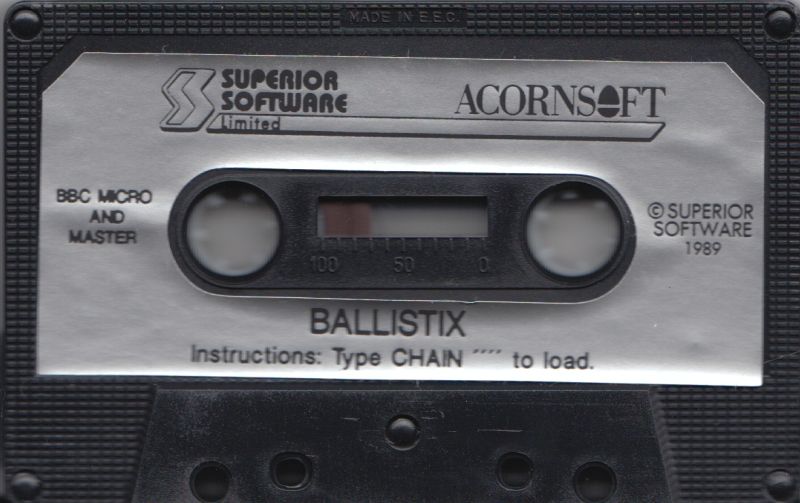 MADE IN E.E.C.
SUPERIOR
SOFTWARE
Limited
ACORNSOFT
BBC MICRO
AND
MASTER
© SUPERIOR
SOFTWARE
1989
100 50 0
BALLISTIX
Instructions: Type CHAIN """" to load.